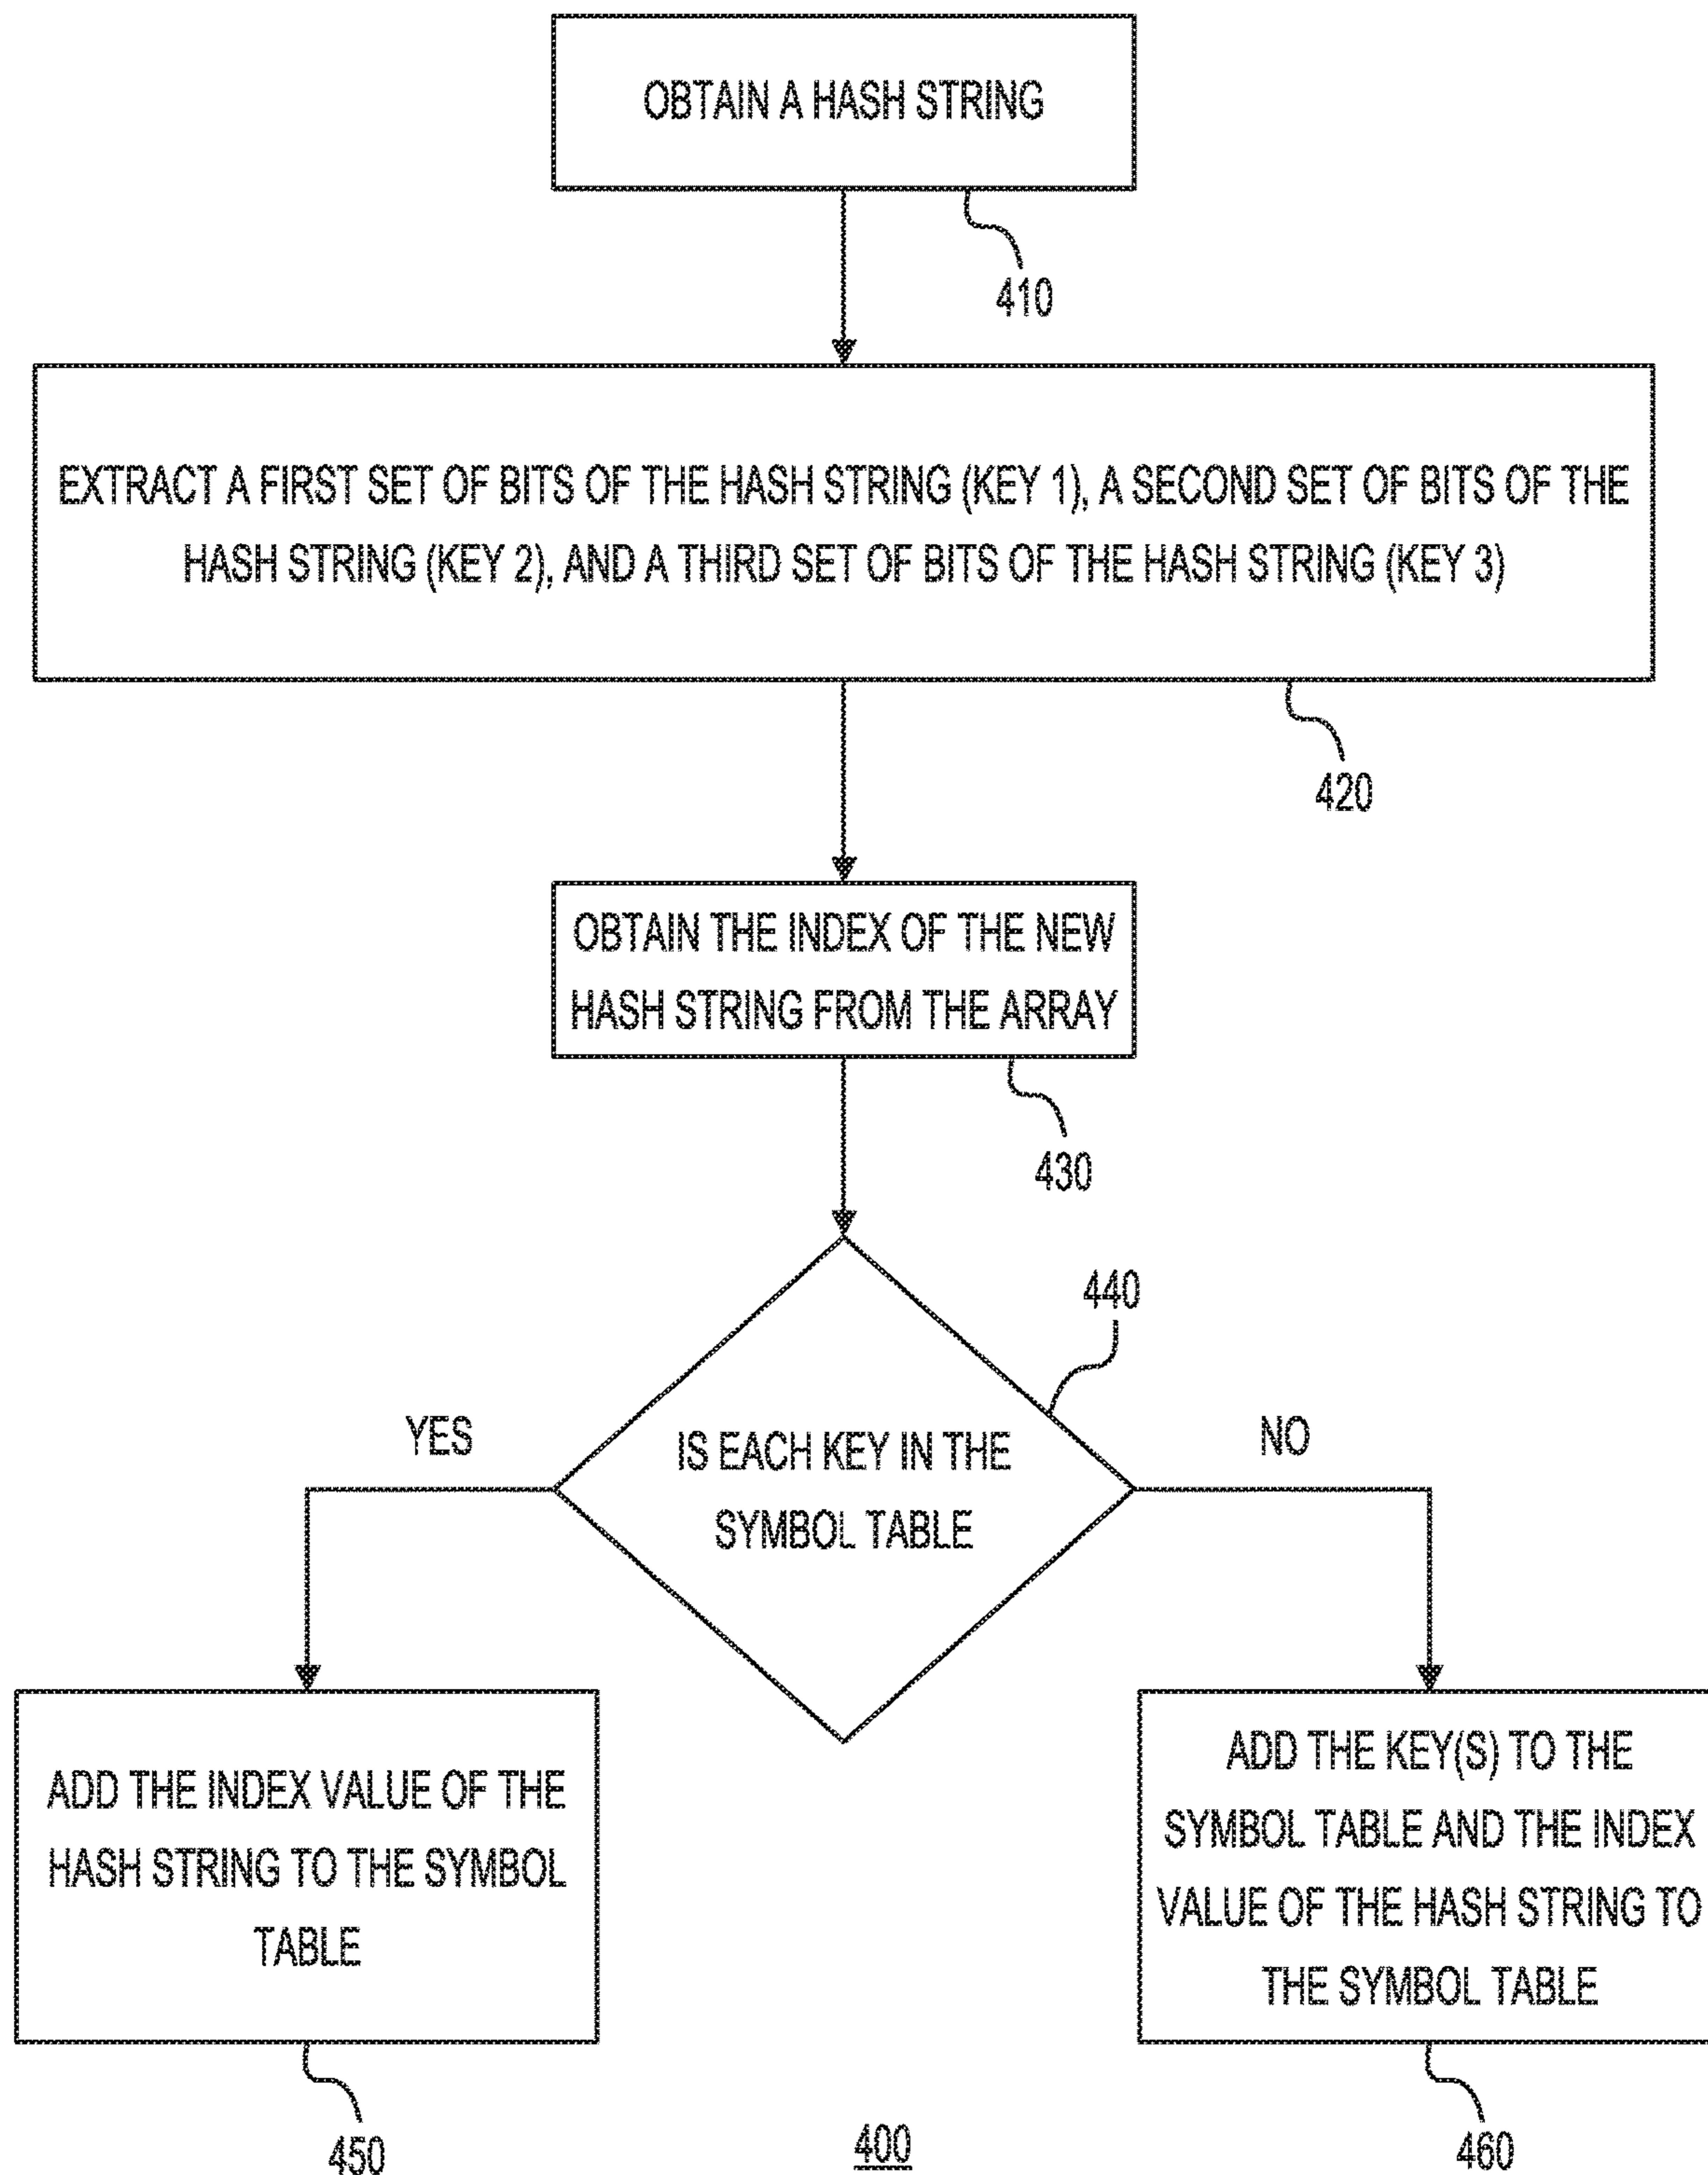 OBTAIN A HASH STRING
410
EXTRACT A FIRST SET OF BITS OF THE HASH STRING (KEY 1), A SECOND SET OF BITS OF THE
HASH STRING (KEY 2), AND A THIRD SET OF BITS OF THE HASH STRING (KEY 3)
420
OBTAIN THE INDEX OF THE NEW
HASH STRING FROM THE ARRAY
430
440
IS EACH KEY IN THE
SYMBOL TABLE
YES
NO
ADD THE INDEX VALUE OF THE
HASH STRING TO THE SYMBOL
TABLE
450
ADD THE KEY(S) TO THE
SYMBOL TABLE AND THE INDEX
VALUE OF THE HASH STRING TO
THE SYMBOL TABLE
460
400